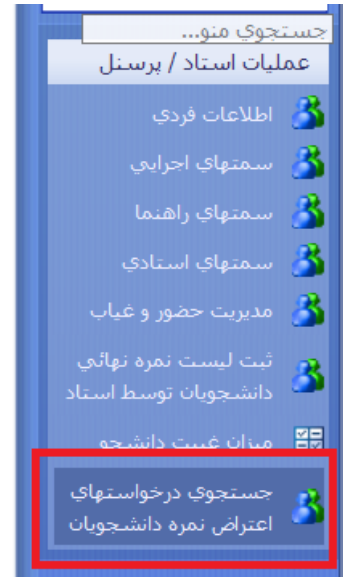 جستجوي منو...
عمليات استاد / پرسنل
اطلاعات فردي
سمتهاي اجرايي
سمتهاي راهنما
سمتهاي استادي
مديريت حضور و غياب
ثبت ليست نمره نهائي
دانشجويان توسط استاد
ميزان غيبت دانشجو
جستجوي درخواستهاي
اعتراض نمره دانشجويان